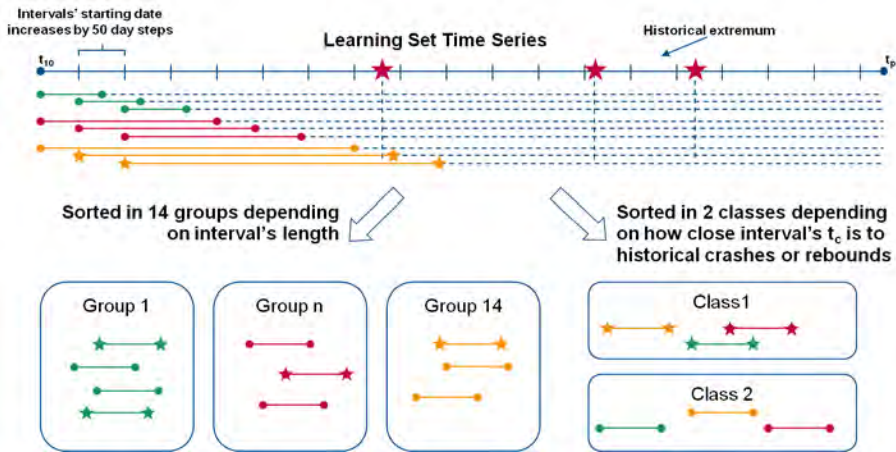 Intervals' starting date
increases by 50 day steps
Learning Set Time Series
Historical extremum
t10
tp
Sorted in 14 groups depending
on interval's length
Sorted in 2 classes depending
on how close interval's tc is to
historical crashes or rebounds
Group 1
Group n
Group 14
Class1
Class 2